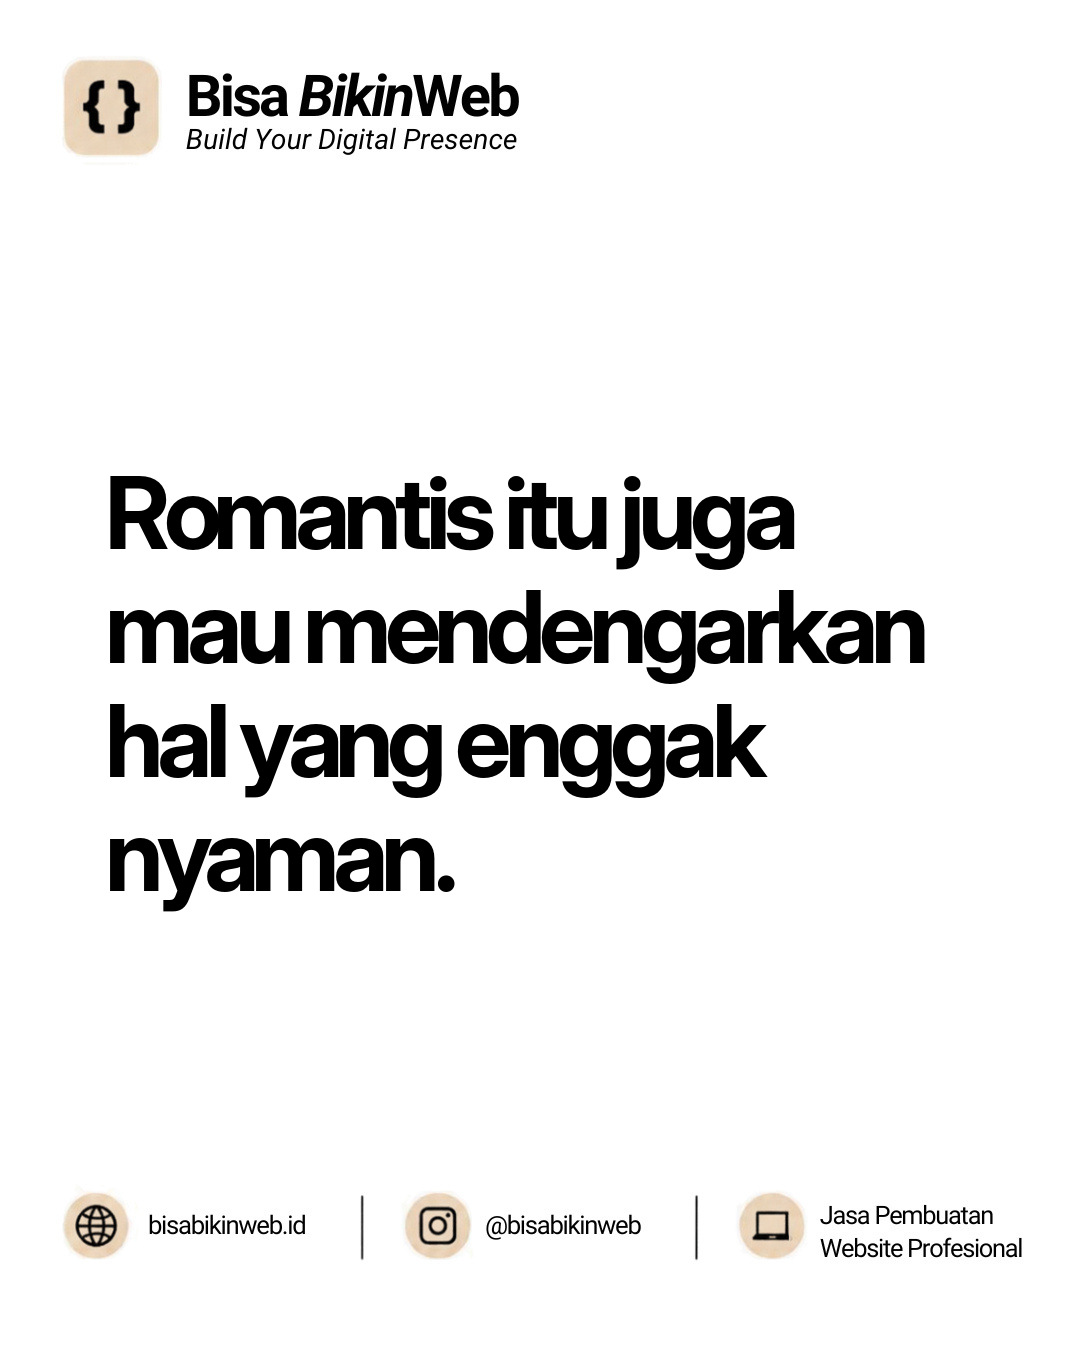 { }
Bisa BikinWeb
Build Your Digital Presence
Romantis itu juga
mau mendengarkan
hal yang enggak
nyaman.
bisabikinweb.id
@bisabikinweb
Jasa Pembuatan
Website Profesional